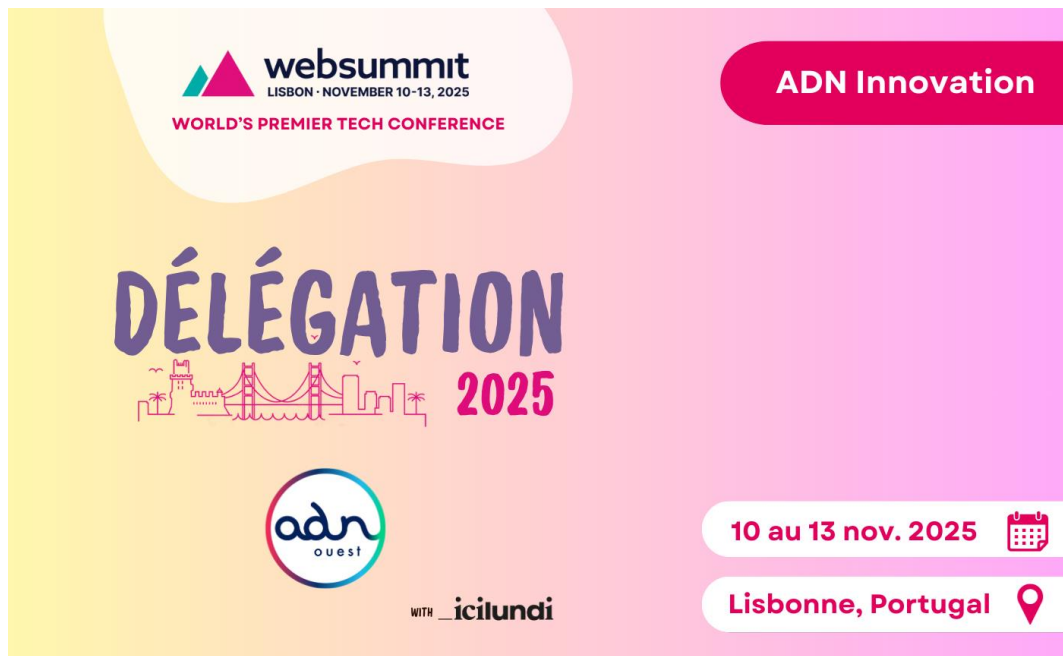 websummit
LISBON · NOVEMBER 10-13, 2025
WORLD'S PREMIER TECH CONFERENCE
ADN Innovation
DÉLÉGATION
2025
adn
ouest
WITH _icilundi
10 au 13 nov. 2025
Lisbonne, Portugal